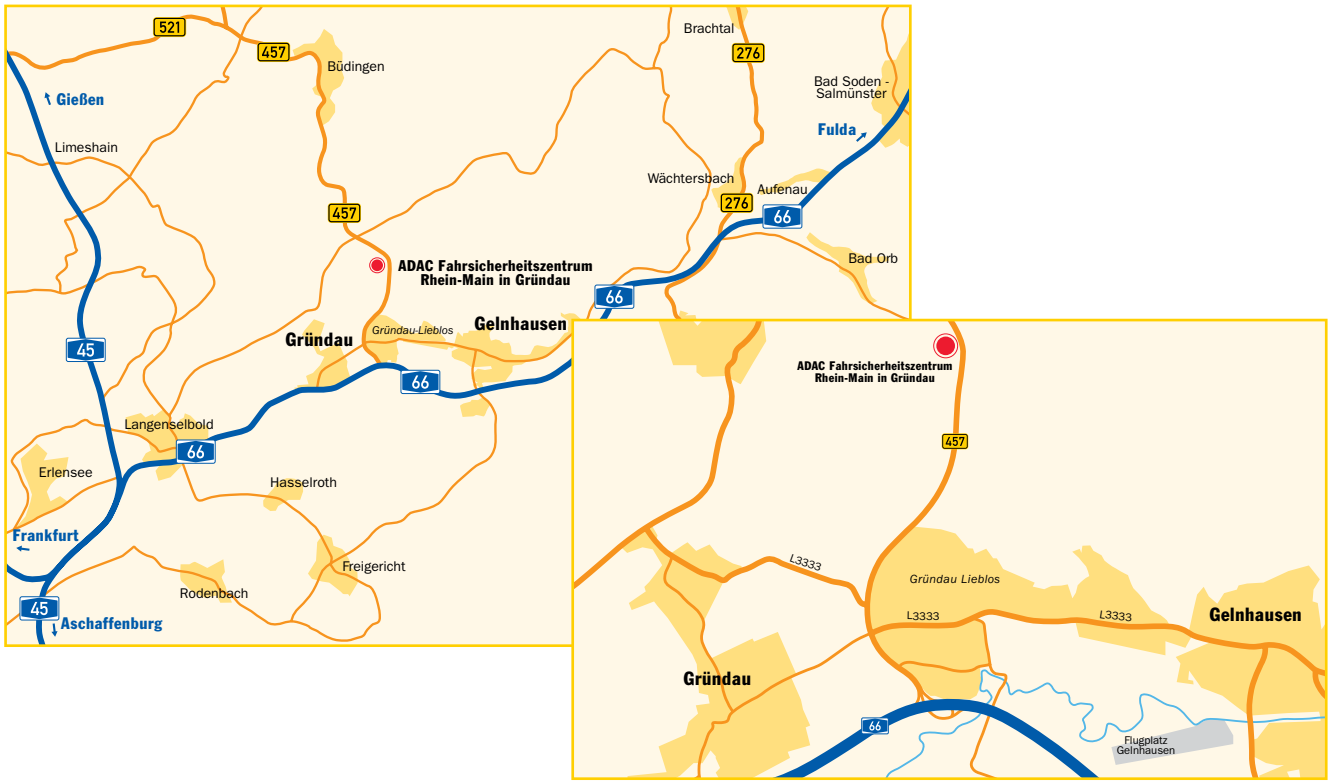 521
457
Büdingen
Brachtal
276
Bad Soden -
Salmünster
Gießen
Fulda
Limeshain
Wächtersbach
Aufenau
276
66
457
Bad Orb
ADAC Fahrsicherheitszentrum
Rhein-Main in Gründau
66
Gelnhausen
Gründau-Lieblos
Gründau
45
66
Langenselbold
66
Erlensee
Hasselroth
Frankfurt
Freigericht
Rodenbach
45
Aschaffenburg
ADAC Fahrsicherheitszentrum
Rhein-Main in Gründau
457
L3333
Gründau Lieblos
L3333
L3333
Gelnhausen
Gründau
66
Flugplatz
Gelnhausen